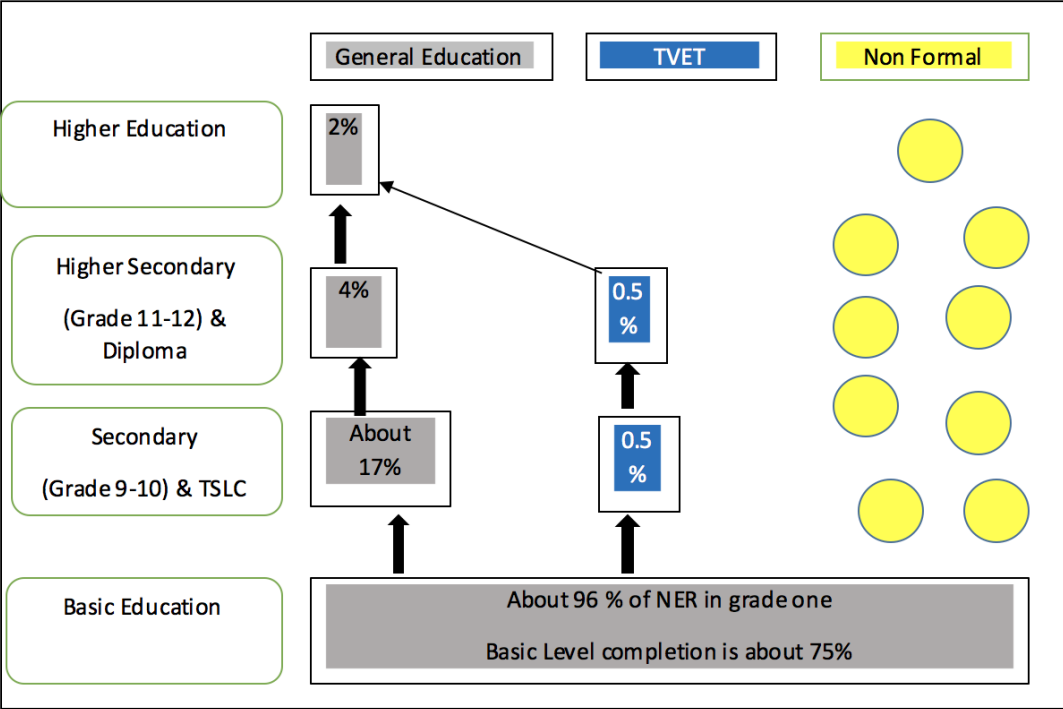 General Education
TVET
Non Formal
Higher Education
2%
Higher Secondary
(Grade 11-12) &
Diploma
4%
0.5
%
Secondary
(Grade 9-10) & TSLC
About
17%
0.5
%
Basic Education
About 96 % of NER in grade one
Basic Level completion is about 75%